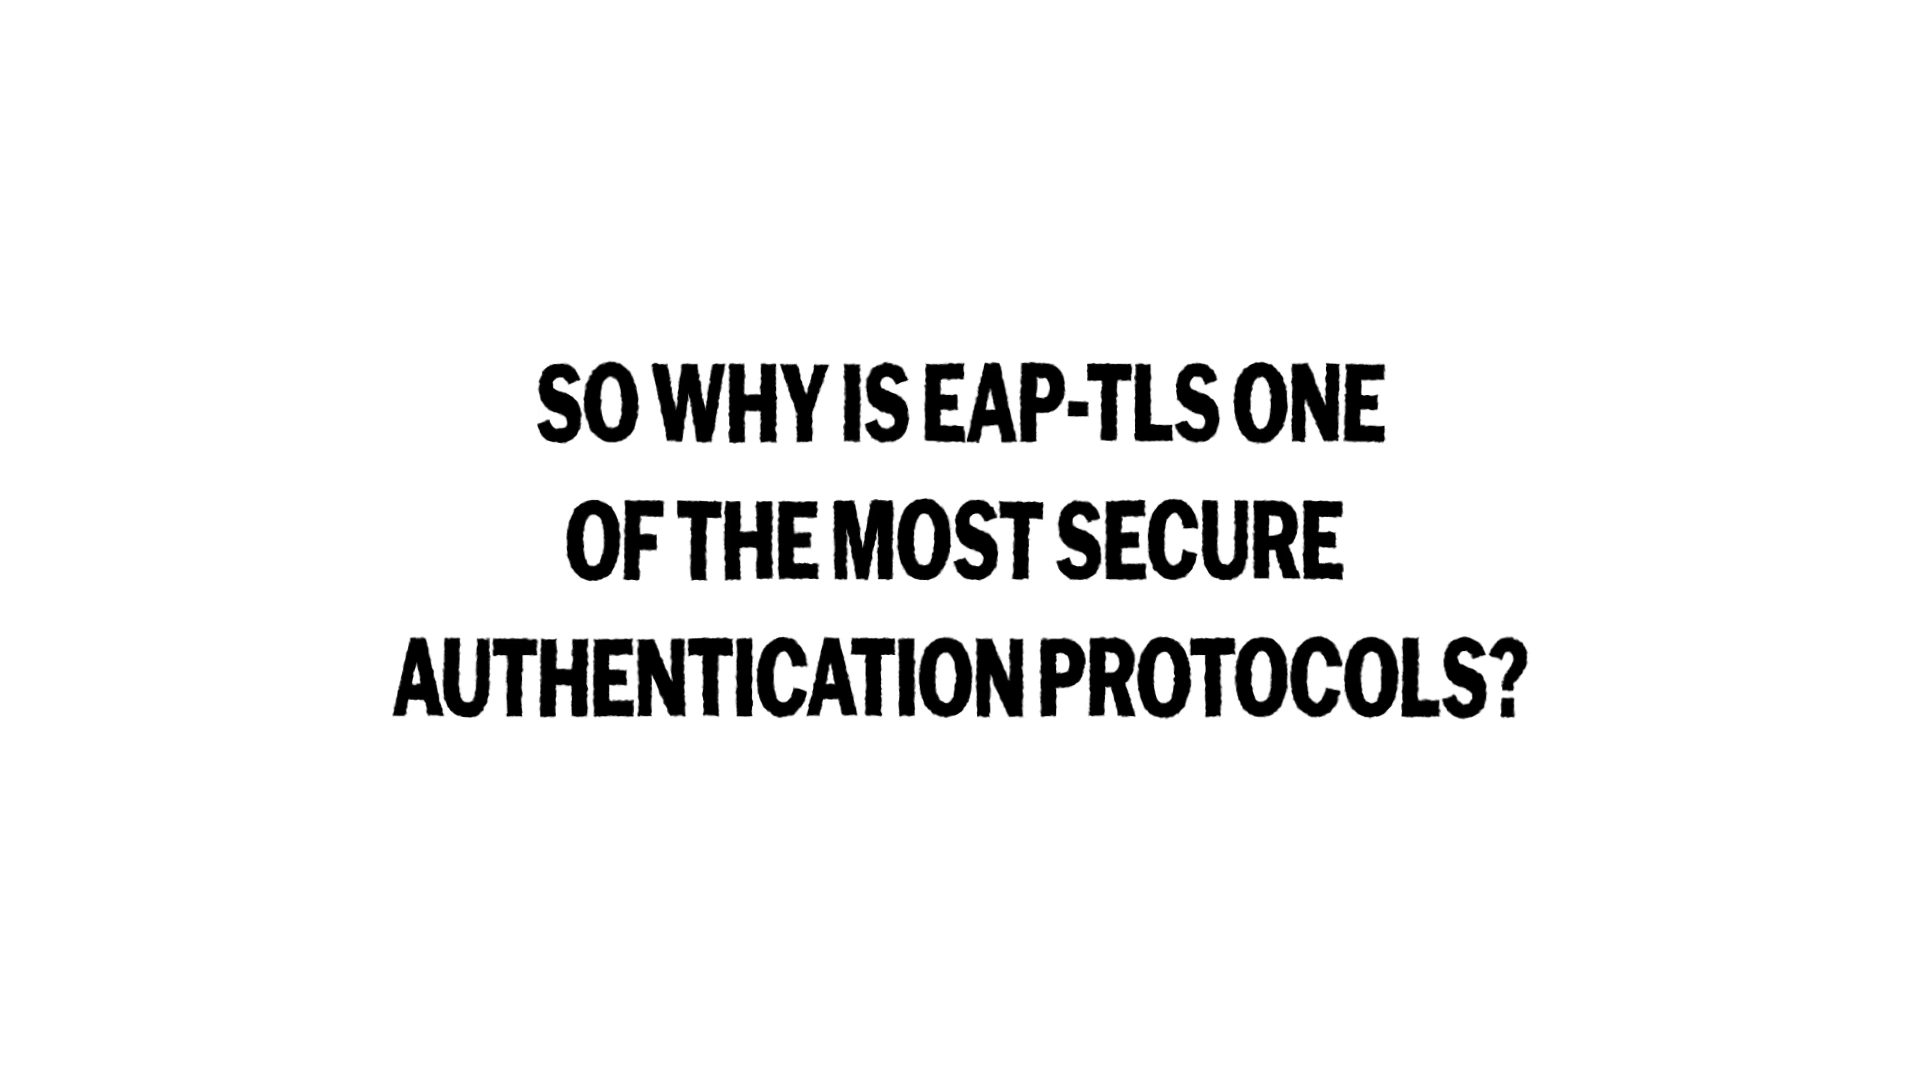 SO WHY IS EAP-TLS ONE
OF THE MOST SECURE
AUTHENTICATION PROTOCOLS?